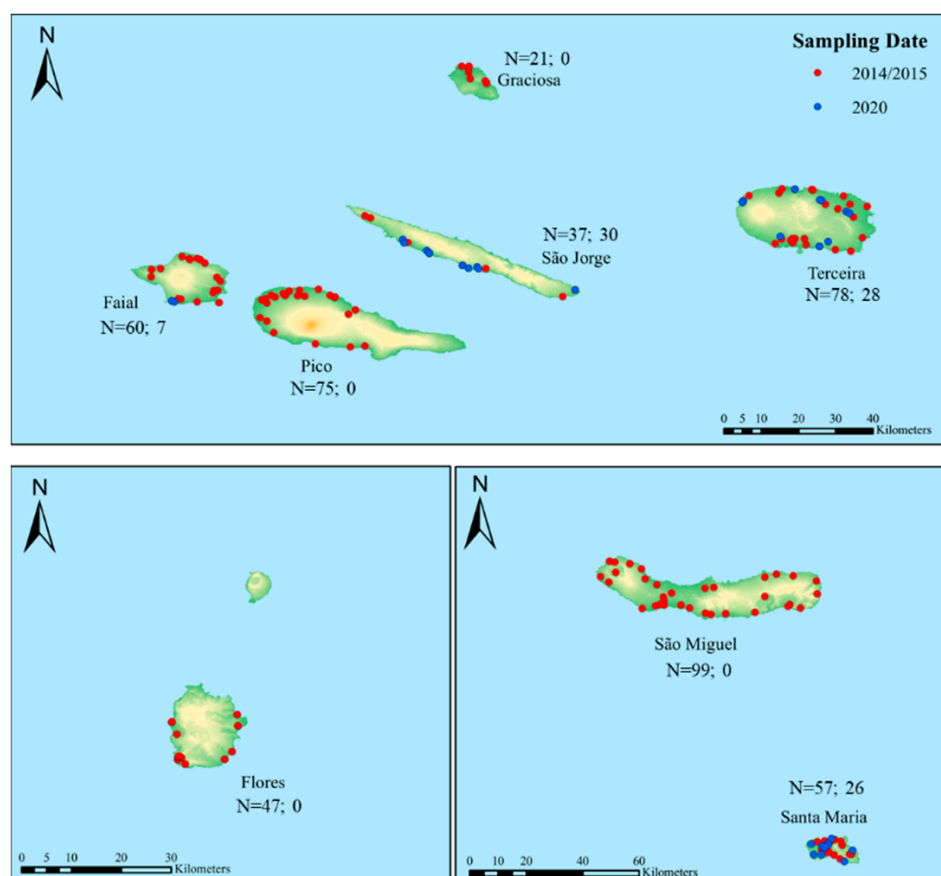 N
N=21; 0
Graciosa
Sampling Date
2014/2015
2020
N=37; 30
São Jorge
Terceira
N=78; 28
Faial
N=60; 7
Pico
N=75; 0
0 5 10 20 30 40
Kilometers
N
Flores
N=47; 0
0 5 10 20 30
Kilometers
N
São Miguel
N=99; 0
N=57; 26
Santa Maria
0 5 10 20 40 60
Kilometers